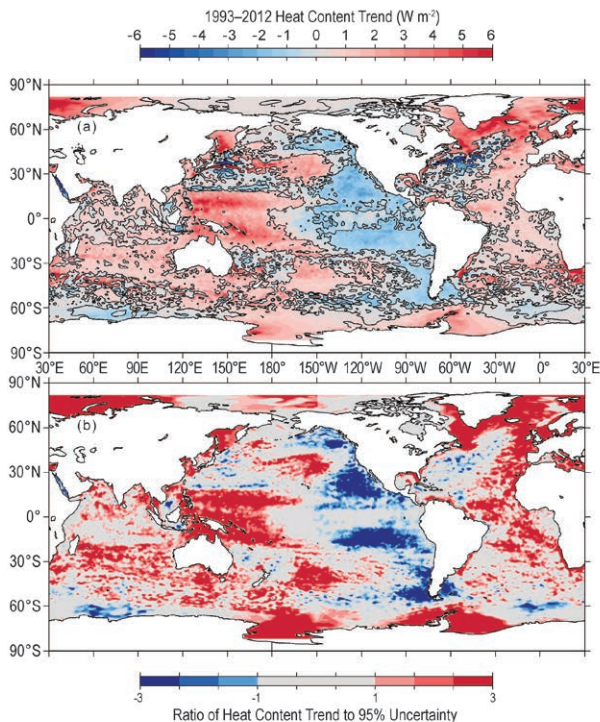 1993–2012 Heat Content Trend (W m-2)
-6 -5 -4 -3 -2 -1 0 1 2 3 4 5 6
90°N
(a)
60°N
30°N
0°
30°S
60°S
90°S
30°E 60°E 90°E 120°E 150°E 180° 150°W 120°W 90°W 60°W 30°W 0° 30°E
90°N
(b)
60°N
30°N
0°
30°S
60°S
90°S
-3 -1 1 3
Ratio of Heat Content Trend to 95% Uncertainty